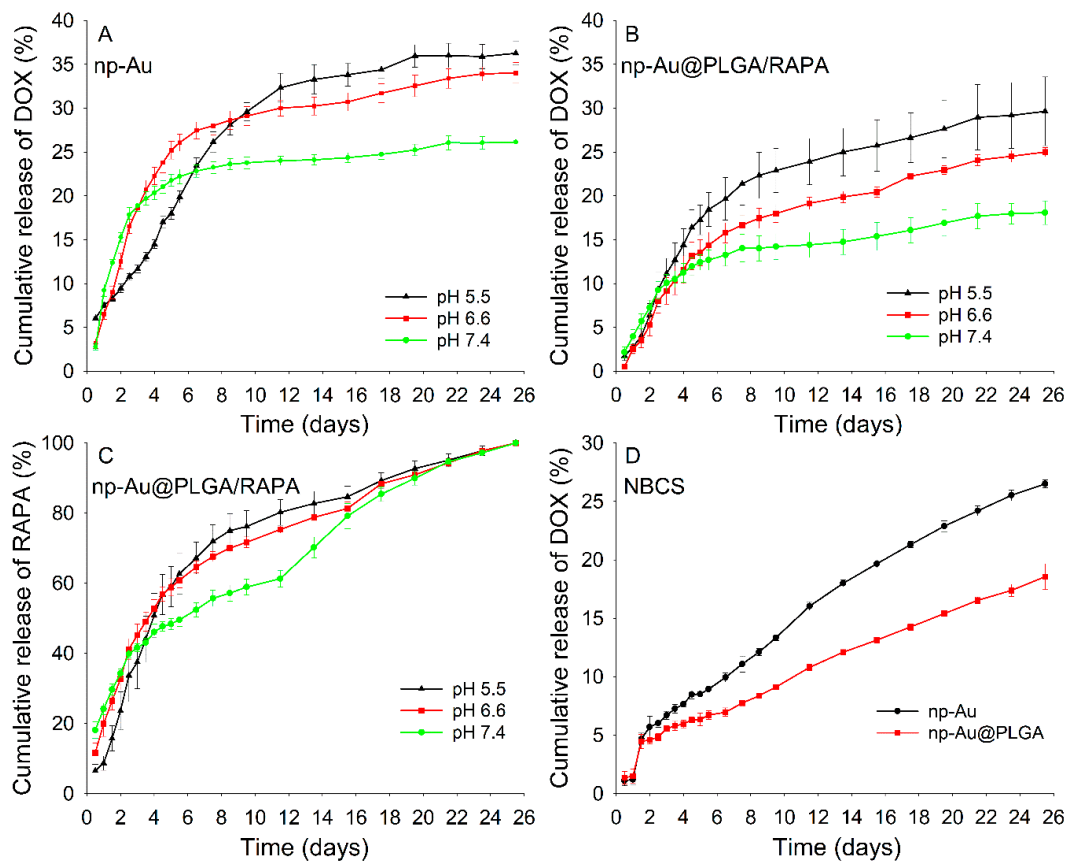 A
np-Au
Cumulative release of DOX (%)
40
35
30
25
20
15
10
5
0
pH 5.5
pH 6.6
pH 7.4
0 2 4 6 8 10 12 14 16 18 20 22 24 26
Time (days)
B
np-Au@PLGA/RAPA
Cumulative release of DOX (%)
40
35
30
25
20
15
10
5
0
pH 5.5
pH 6.6
pH 7.4
0 2 4 6 8 10 12 14 16 18 20 22 24 26
Time (days)
C
np-Au@PLGA/RAPA
Cumulative release of RAPA (%)
100
80
60
40
20
0
pH 5.5
pH 6.6
pH 7.4
0 2 4 6 8 10 12 14 16 18 20 22 24 26
Time (days)
D
NBCS
Cumulative release of DOX (%)
30
25
20
15
10
5
0
np-Au
np-Au@PLGA
0 2 4 6 8 10 12 14 16 18 20 22 24 26
Time (days)